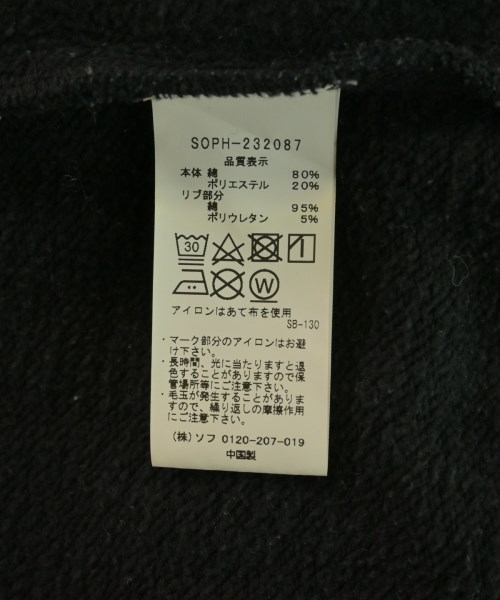 SOPH-232087
品質表示
本体 綿 80%
ポリエステル 20%
リブ部分
綿 95%
ポリウレタン 5%
30
W
アイロンはあて布を使用
SB-130
・マーク部分のアイロンはお避
け下さい。
・長時間、光に当たりますと退
色することがありますので保
管場所等にご注意下さい。
・毛玉が発生することがありま
すので、繰り返しの摩擦作用
にご注意下さい。
(株)ソフ 0120-207-019
中国製